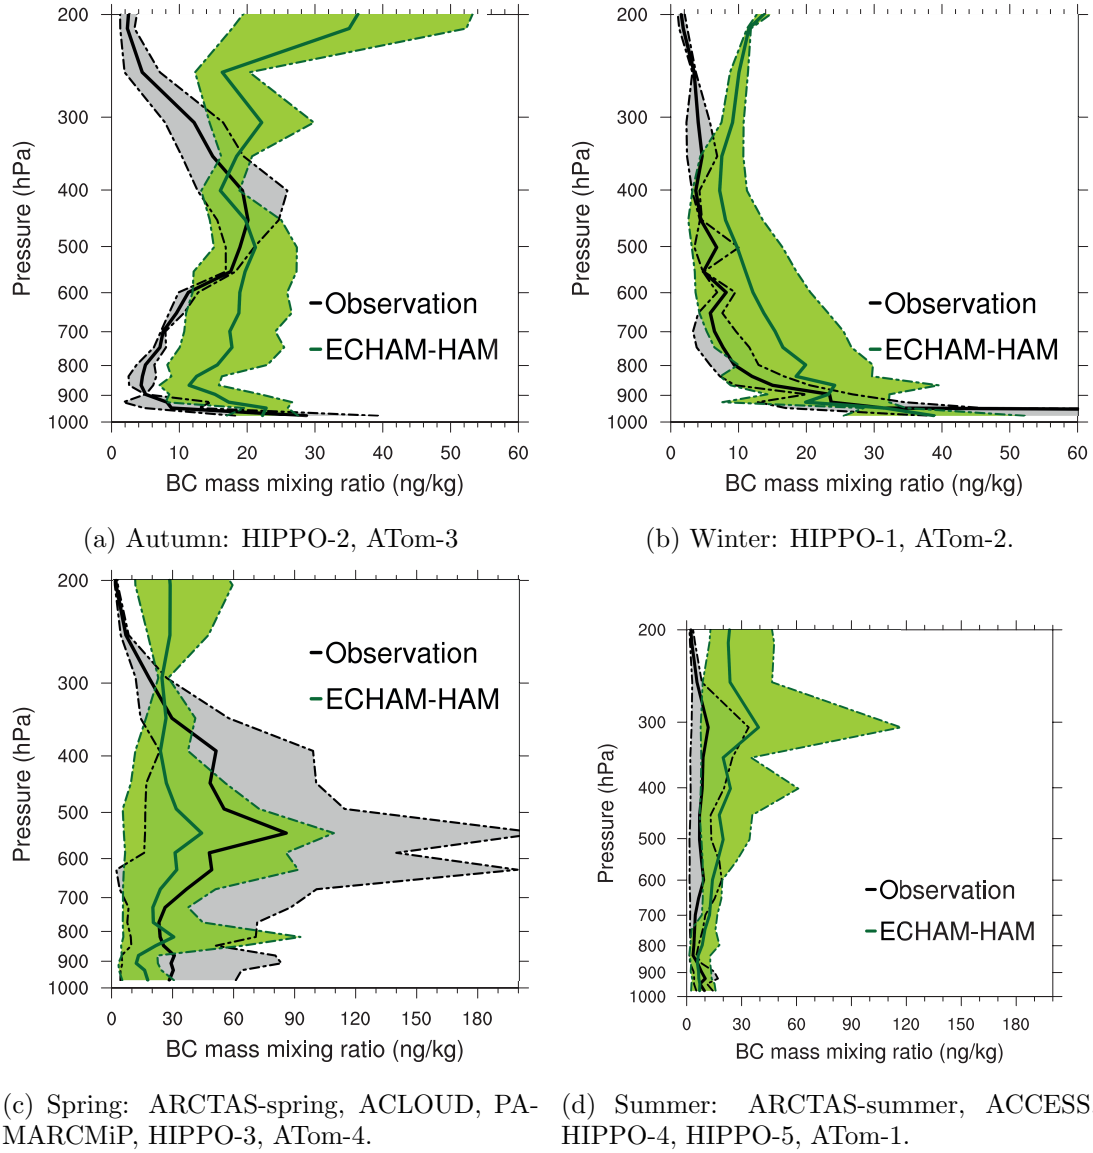 200
300
400
500
600
700
800
900
1000
Pressure (hPa)
Observation
ECHAM-HAM
0 10 20 30 40 50 60
BC mass mixing ratio (ng/kg)
(a) Autumn: HIPPO-2, ATom-3
200
300
400
500
600
700
800
900
1000
Pressure (hPa)
Observation
ECHAM-HAM
0 10 20 30 40 50 60
BC mass mixing ratio (ng/kg)
(b) Winter: HIPPO-1, ATom-2.
200
300
400
500
600
700
800
900
1000
Pressure (hPa)
Observation
ECHAM-HAM
0 30 60 90 120 150 180
BC mass mixing ratio (ng/kg)
(c) Spring: ARCTAS-spring, ACLOUD, PA-
MARCMiP, HIPPO-3, ATom-4.
200
300
400
500
600
700
800
900
1000
Pressure (hPa)
Observation
ECHAM-HAM
0 30 60 90 120 150 180
BC mass mixing ratio (ng/kg)
(d) Summer: ARCTAS-summer, ACCESS
HIPPO-4, HIPPO-5, ATom-1.